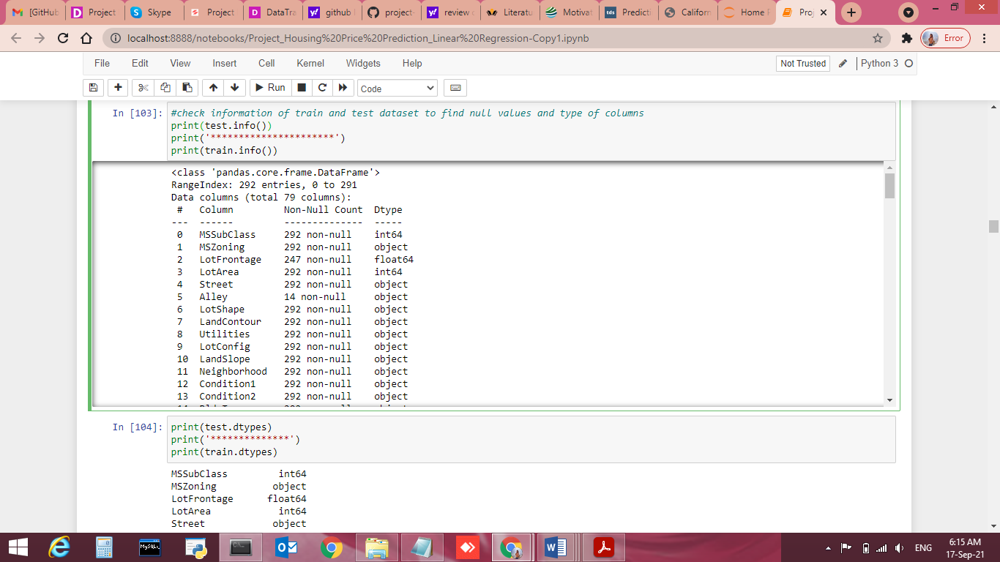 [GitHub
Project
Skype
Project
DataTra
github
project-
review
Literatu
Motivat
Predicti
Californ
Home
Proj
localhost:8888/notebooks/Project_Housing%20Price%20Prediction_Linear%20Regression-Copy1.ipynb
Error
File Edit View Insert Cell Kernel Widgets Help
Not Trusted
Python 3
Run
Code
In [103]:
#check information of train and test dataset to find null values and type of columns
print(test.info())
print('**********************')
print(train.info())
<class 'pandas.core.frame.DataFrame'>
RangeIndex: 292 entries, 0 to 291
Data columns (total 79 columns):
# Column Non-Null Count Dtype
--- ------ -------------- -----
0 MSSubClass 292 non-null int64
1 MSZoning 292 non-null object
2 LotFrontage 247 non-null float64
3 LotArea 292 non-null int64
4 Street 292 non-null object
5 Alley 14 non-null object
6 LotShape 292 non-null object
7 LandContour 292 non-null object
8 Utilities 292 non-null object
9 LotConfig 292 non-null object
10 LandSlope 292 non-null object
11 Neighborhood 292 non-null object
12 Condition1 292 non-null object
13 Condition2 292 non-null object
In [104]:
print(test.dtypes)
print('**************')
print(train.dtypes)
MSSubClass int64
MSZoning object
LotFrontage float64
LotArea int64
Street object
ENG
6:15 AM
17-Sep-21